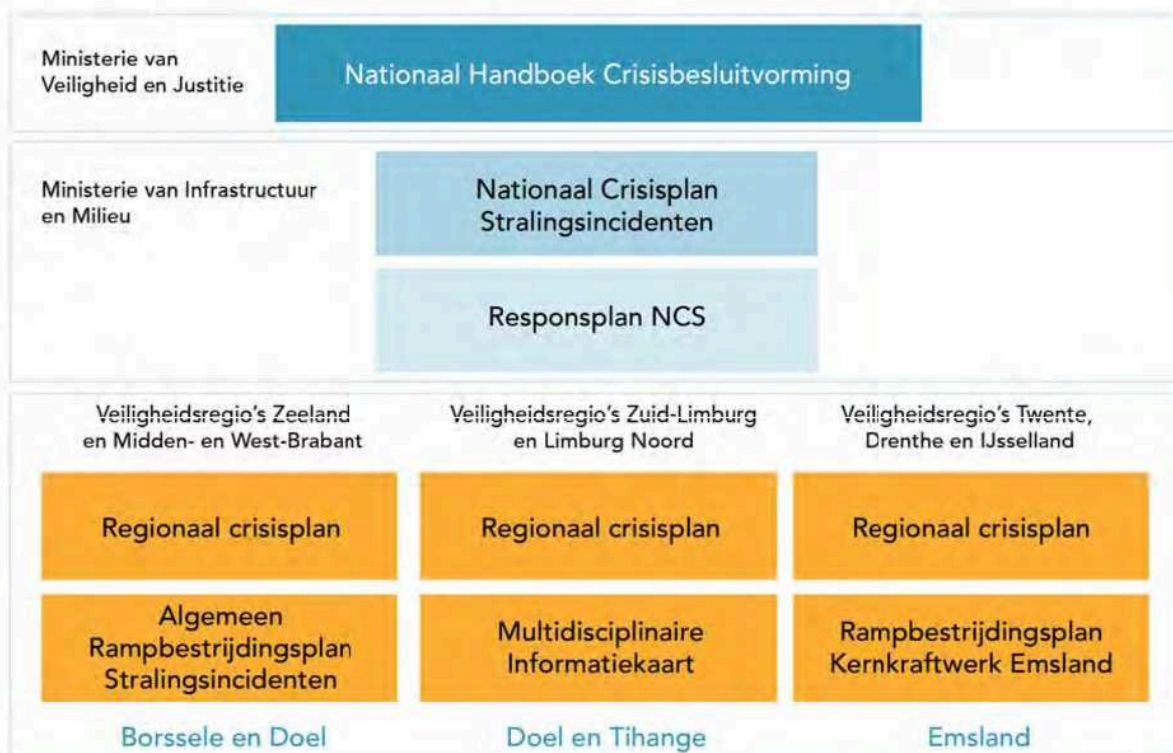 Ministerie van
Veiligheid en Justitie
Nationaal Handboek Crisisbesluitvorming
Ministerie van Infrastructuur
en Milieu
Nationaal Crisisplan
Stralingsincidenten
Responsplan NCS
Veiligheidsregio's Zeeland
en Midden- en West-Brabant
Veiligheidsregio's Zuid-Limburg
en Limburg Noord
Veiligheidsregio's Twente,
Drenthe en IJsselland
Regionaal crisisplan
Regionaal crisisplan
Regionaal crisisplan
Algemeen
Rampbestrijdingsplan
Stralingsincidenten
Multidisciplinaire
Informatiekaart
Rampbestrijdingsplan
Kernkraftwerk Emsland
Borssele en Doel
Doel en Tihange
Emsland